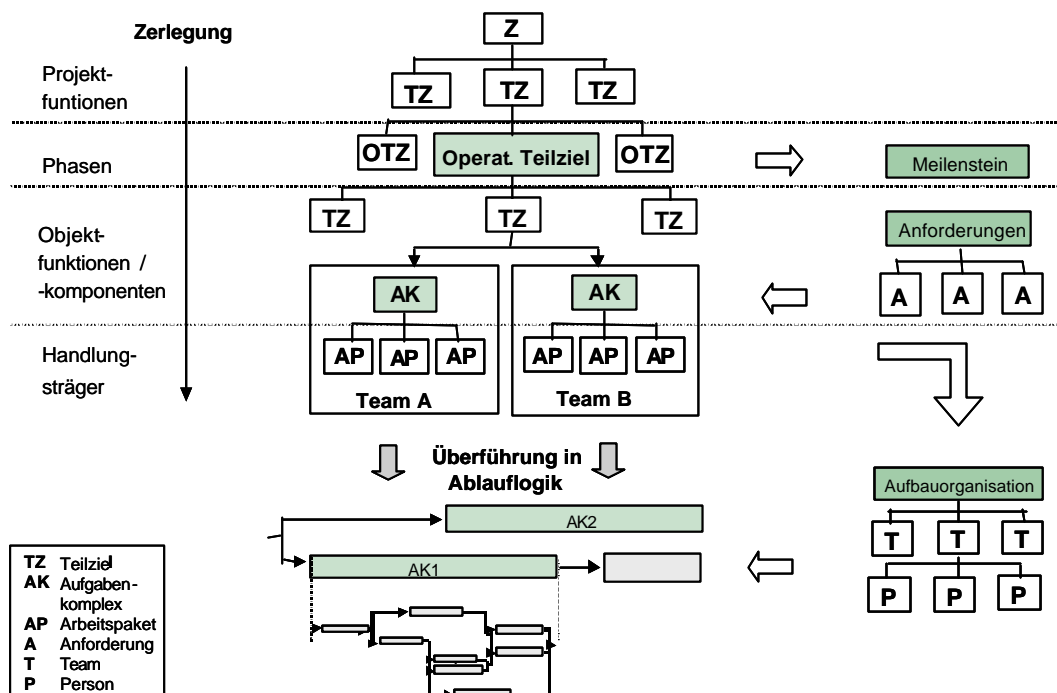 Zerlegung
Z
Projekt-
funtionen
TZ TZ TZ
OTZ Operat. Teilziel OTZ
Phasen
Meilenstein
TZ TZ TZ
Objekt-
funktionen /
-komponenten
Anforderungen
A A A
AK AK
Handlung-
sträger
AP AP AP AP AP AP
Team A Team B
Überführung in
Ablauflogik
Aufbauorganisation
T T T
P P P
AK2
AK1
TZ Teilziel
AK Aufgaben-
komplex
AP Arbeitspaket
A Anforderung
T Team
P Person